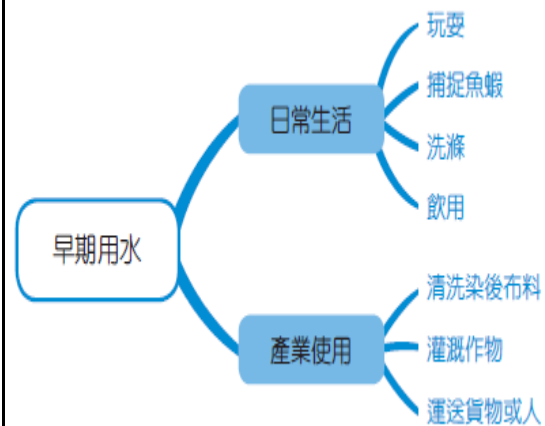 早期用水
日常生活
玩耍
捕捉魚蝦
洗滌
飲用
產業使用
清洗染後布料
灌溉作物
運送貨物或人